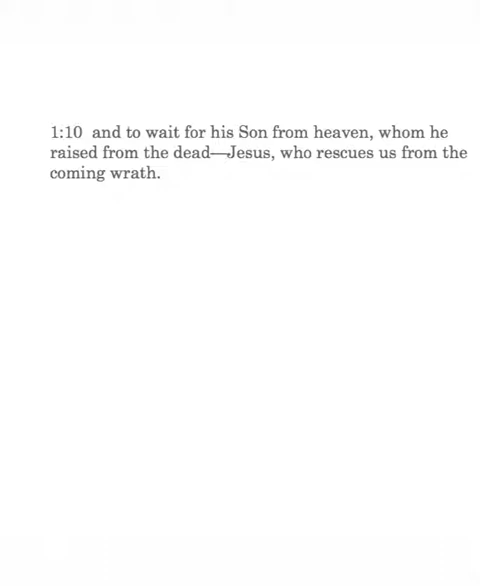 1:10 and to wait for his Son from heaven, whom he
raised from the dead—Jesus, who rescues us from the
coming wrath.